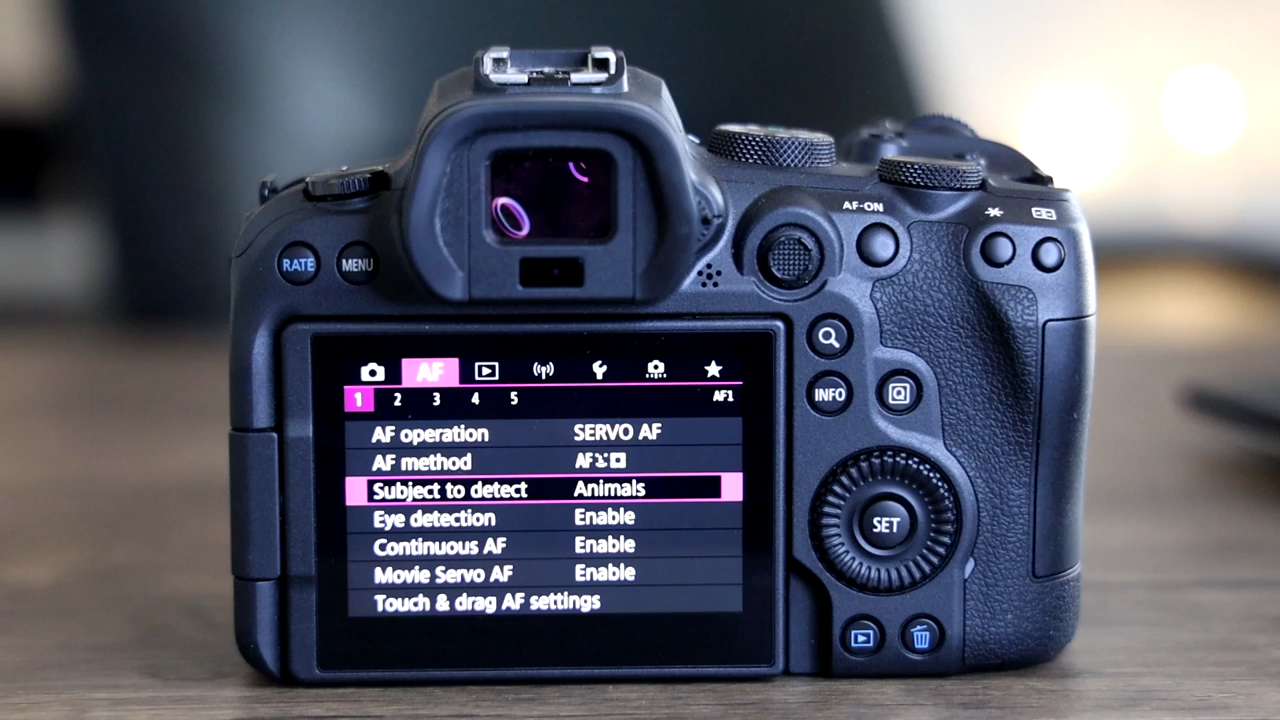 AF-ON
RATE MENU
AF
1 2 3 4 5 AF1
AF operation SERVO AF
AF method AF
Subject to detect Animals
Eye detection Enable
Continuous AF Enable
Movie Servo AF Enable
Touch & drag AF settings
INFO Q
SET